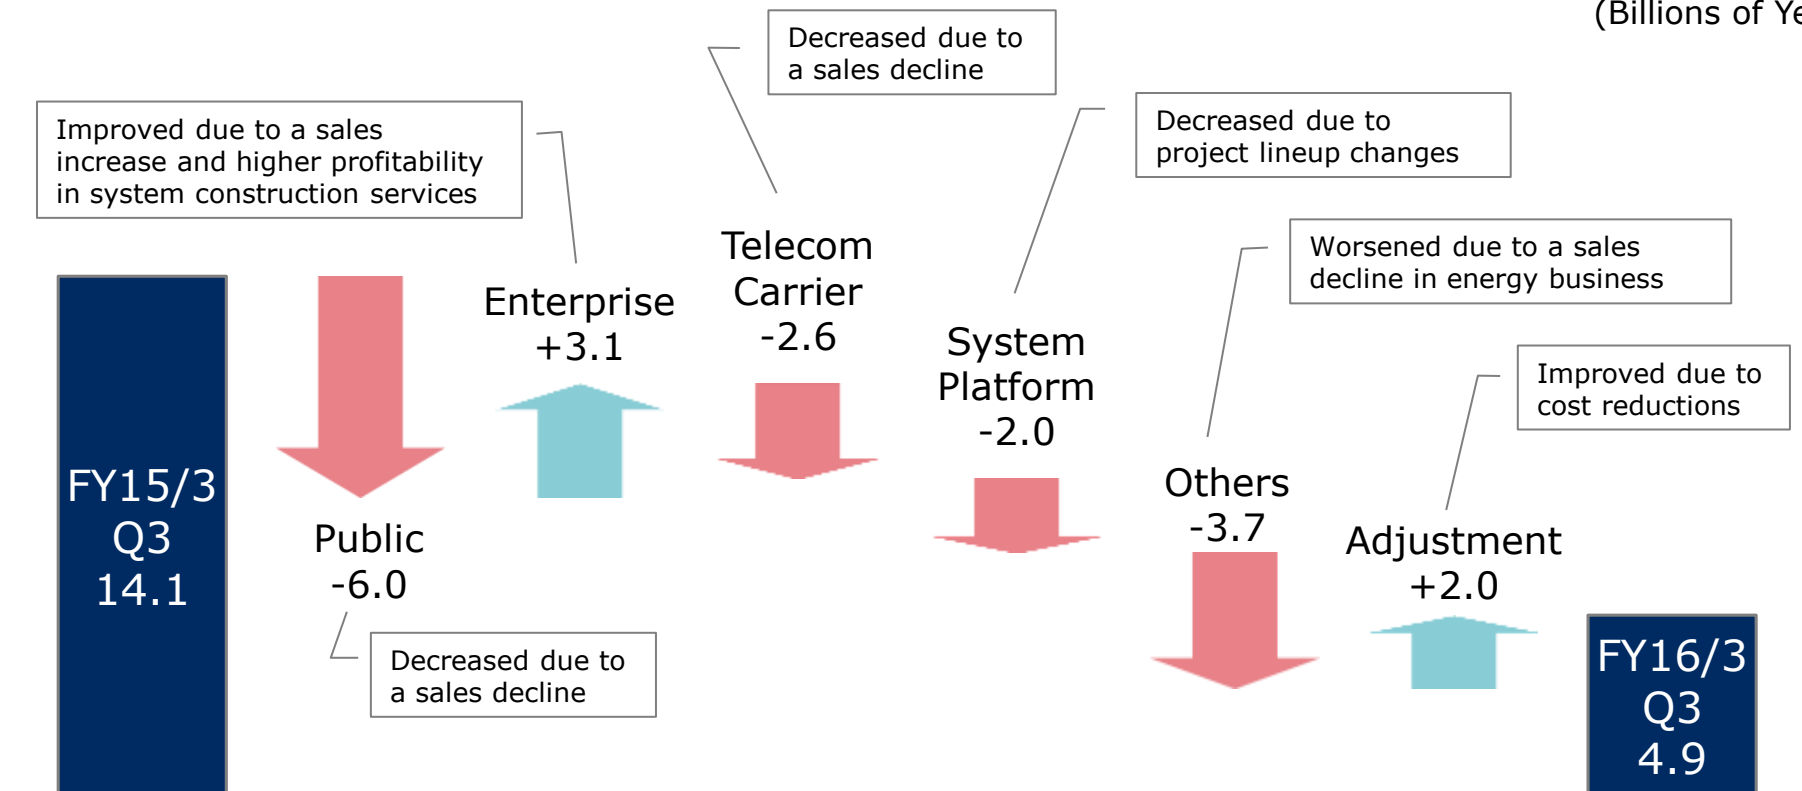 (Billions of Ye
Decreased due to
a sales decline
Improved due to a sales
increase and higher profitability
in system construction services
Decreased due to
project lineup changes
Telecom
Carrier
-2.6
Worsened due to a sales
decline in energy business
Enterprise
+3.1
System
Platform
-2.0
Improved due to
cost reductions
FY15/3
Q3
14.1
Public
-6.0
Others
-3.7
Adjustment
+2.0
Decreased due to
a sales decline
FY16/3
Q3
4.9